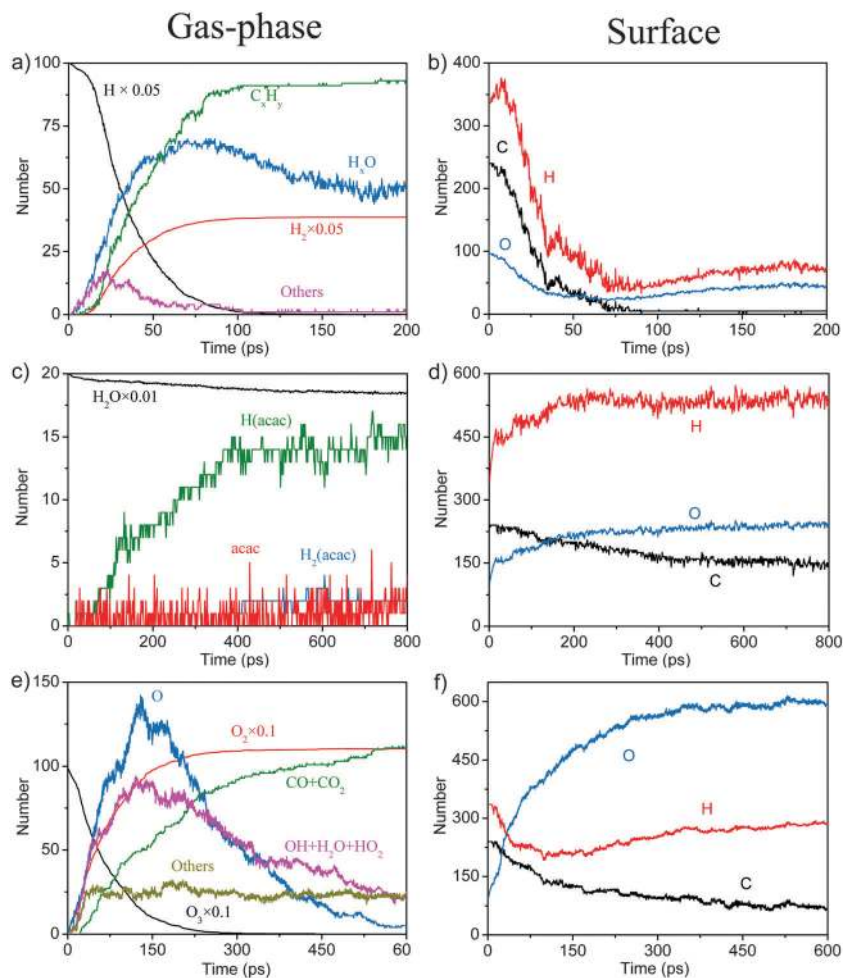 Gas-phase
Surface
a)
100
75
50
25
0
Number
H × 0.05
CxHy
HxO
H2×0.05
Others
0
50
100
150
200
Time (ps)
b)
400
300
200
100
0
Number
H
C
O
0
50
100
150
200
Time (ps)
c)
20
15
10
5
0
Number
H2O×0.01
H(acac)
acac
H2(acac)
0
200
400
600
800
Time (ps)
d)
600
450
300
150
0
Number
H
O
C
0
200
400
600
800
Time (ps)
e)
150
100
50
0
Number
O
O2×0.1
CO+CO2
OH+H2O+HO2
Others
O3×0.1
0
150
300
450
600
Time (ps)
f)
600
450
300
150
0
Number
O
H
C
0
150
300
450
600
Time (ps)